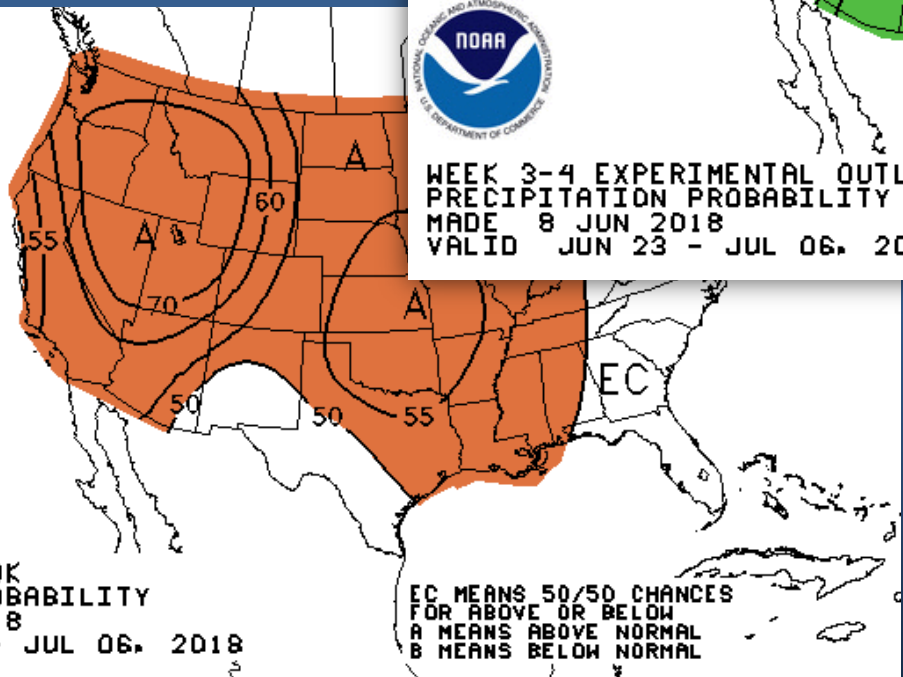 NATIONAL OCEANIC AND ATMOSPHERIC ADMINISTRATION
NOAA
U.S. DEPARTMENT OF COMMERCE
WEEK 3-4 EXPERIMENTAL OUTL
PRECIPITATION PROBABILITY
MADE 8 JUN 2018
VALID JUN 23 - JUL 06, 20
A
60
A
55
70
A
EC
50
50
55
OK
OBABILITY
8
JUL 06, 2018
EC MEANS 50/50 CHANCES
FOR ABOVE OR BELOW
A MEANS ABOVE NORMAL
B MEANS BELOW NORMAL